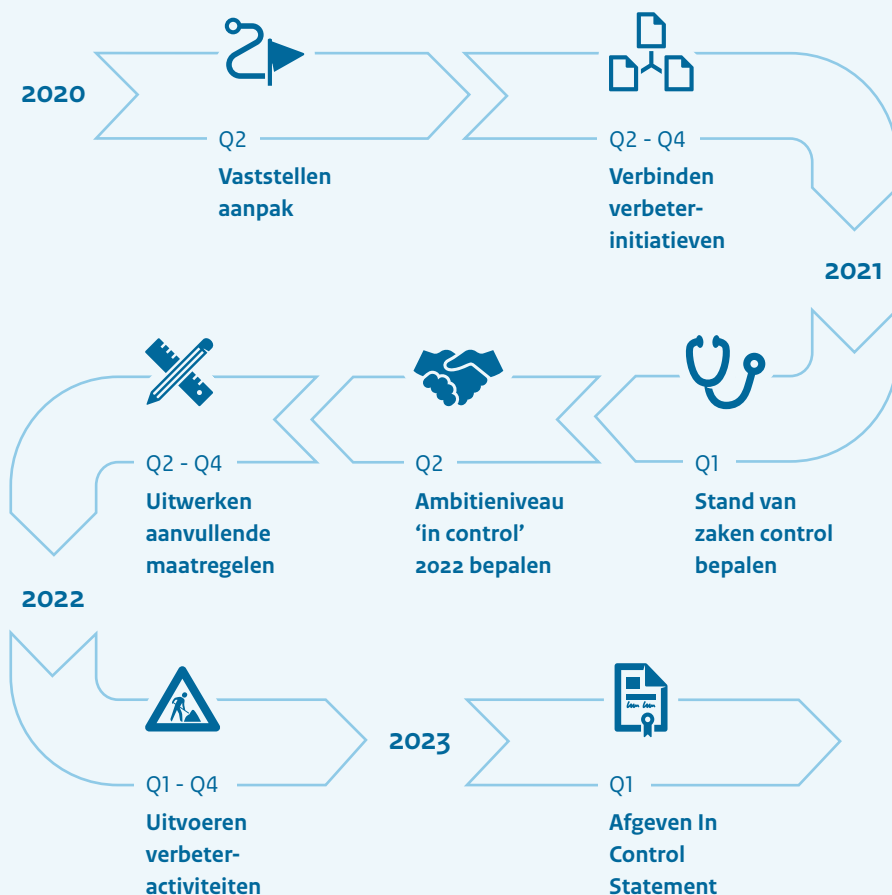 2020
Q2
Vaststellen
aanpak
Q2 - Q4
Verbinden
verbeter-
initiatieven
2021
Q1
Stand van
zaken control
bepalen
Q2
Ambitieniveau
‘in control’
2022 bepalen
Q2 - Q4
Uitwerken
aanvullende
maatregelen
2022
Q1 - Q4
Uitvoeren
verbeter-
activiteiten
2023
Q1
Afgeven In
Control
Statement